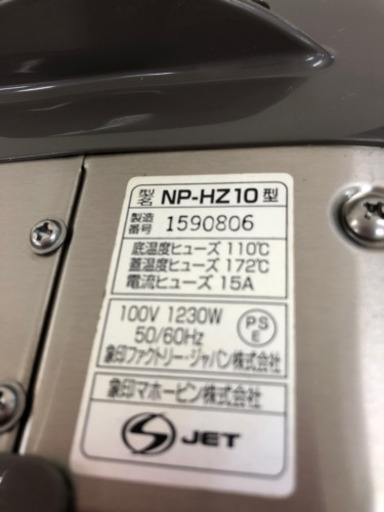 型名 NP-HZ10型
製造番号 1590806
底温度ヒューズ 110℃
蓋温度ヒューズ 172℃
電流ヒューズ 15A
100V 1230W
50/60Hz
PSE
象印ファクトリー・ジャパン株式会社
象印マホービン株式会社
JET